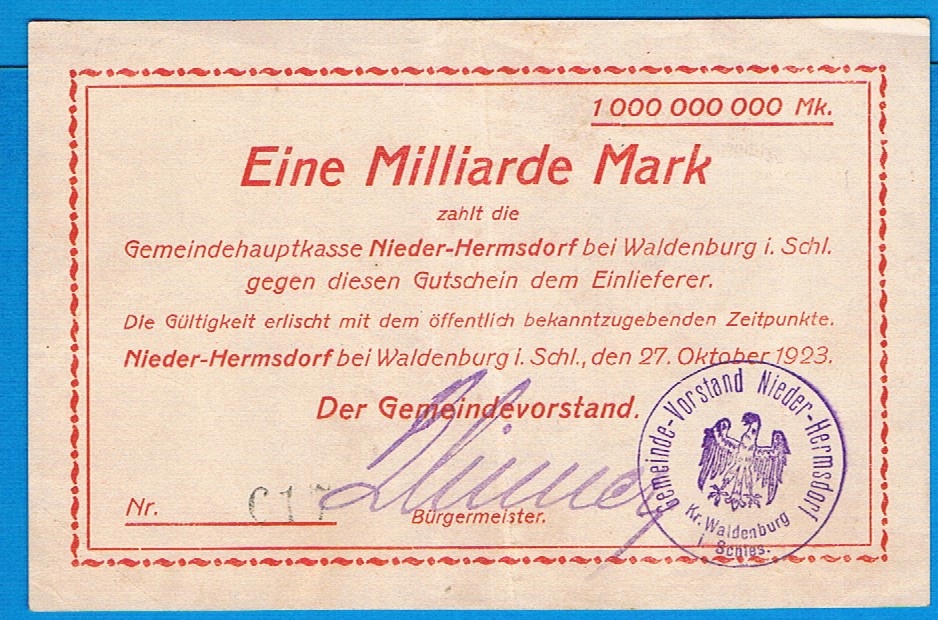 1 000 000 000 Mk.
Eine Milliarde Mark
zahlt die
Gemeindehauptkasse Nieder-Hermsdorf bei Waldenburg i. Schl.
gegen diesen Gutschein dem Einlieferer.
Die Gültigkeit erlischt mit dem öffentlich bekanntzugebenden Zeitpunkte.
Nieder-Hermsdorf bei Waldenburg i. Schl., den 27. Oktober 1923.
Der Gemeindevorstand.
Nr. 617
Bürgermeister.
Gemeinde-Vorstand Nieder-Hermsdorf
Kr. Waldenburg
i. Schles.